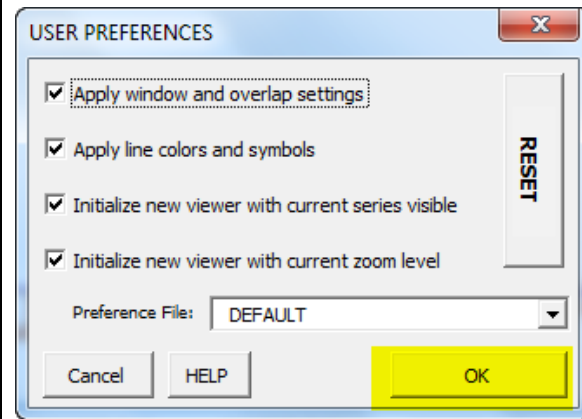 USER PREFERENCES
Apply window and overlap settings
Apply line colors and symbols
RESET
Initialize new viewer with current series visible
Initialize new viewer with current zoom level
Preference File: DEFAULT
Cancel HELP OK